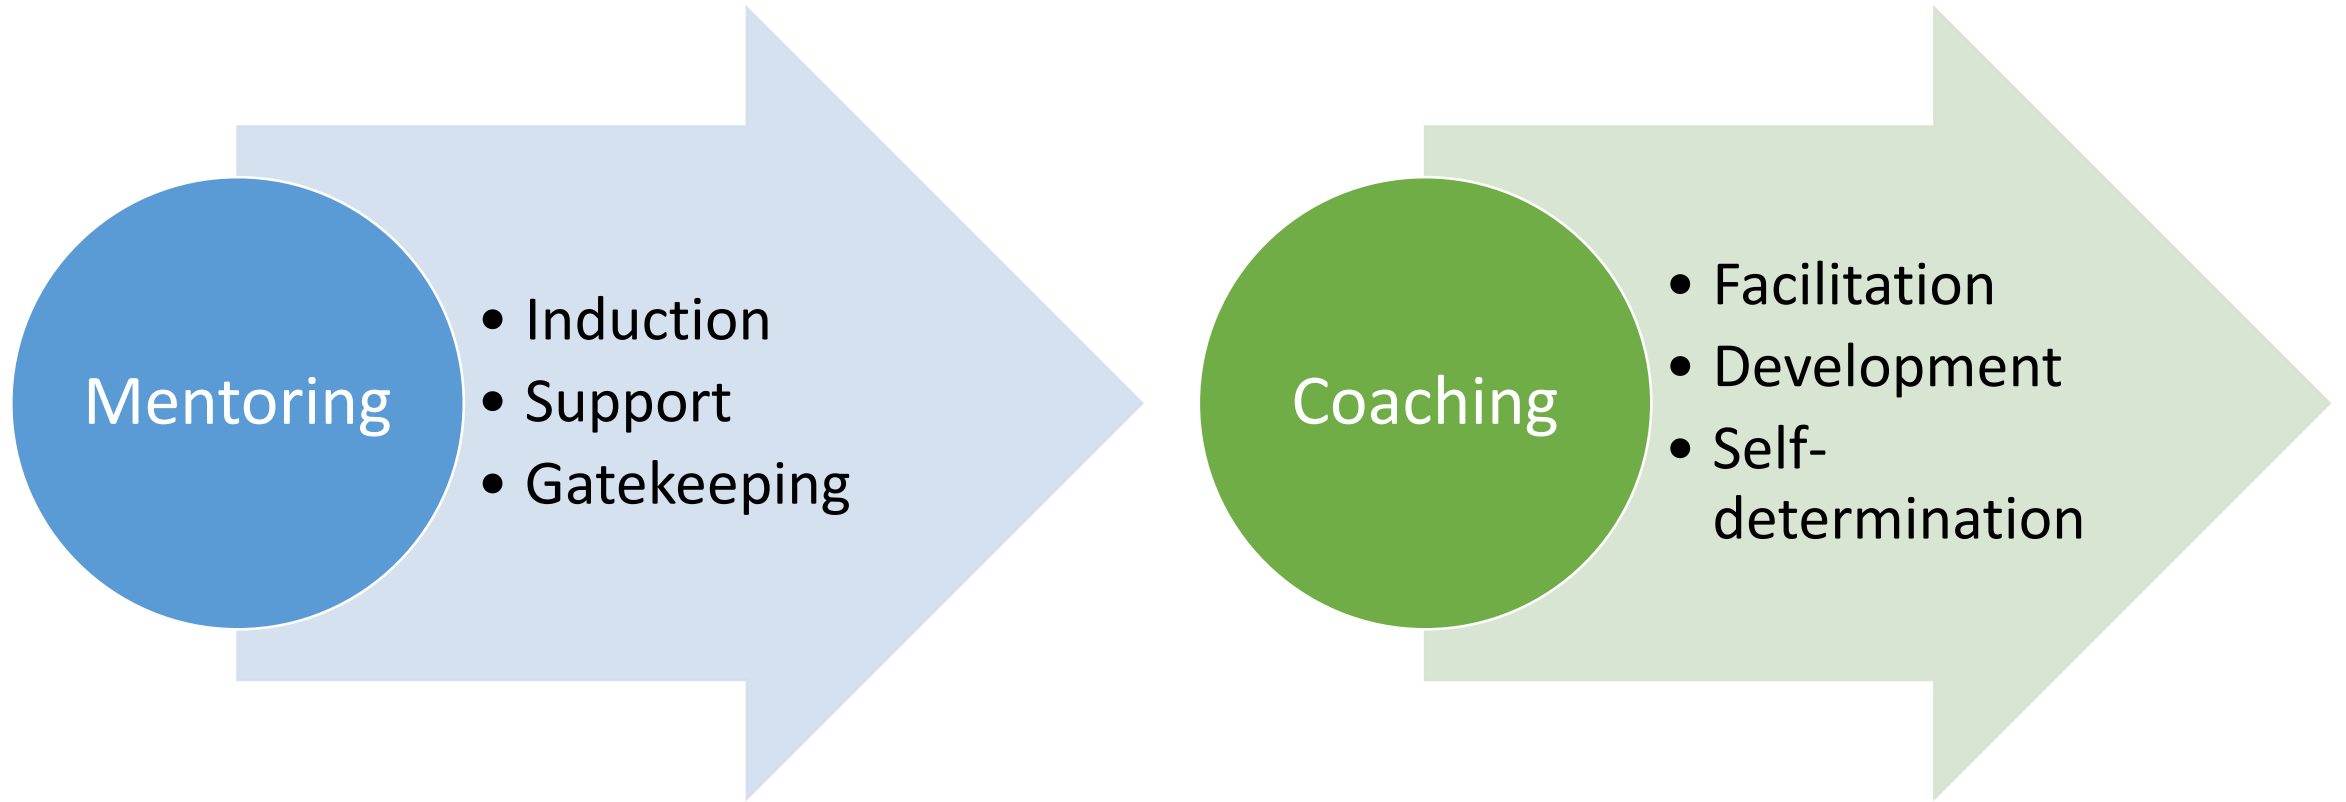 Mentoring
• Induction
• Support
• Gatekeeping
Coaching
• Facilitation
• Development
• Self-
determination